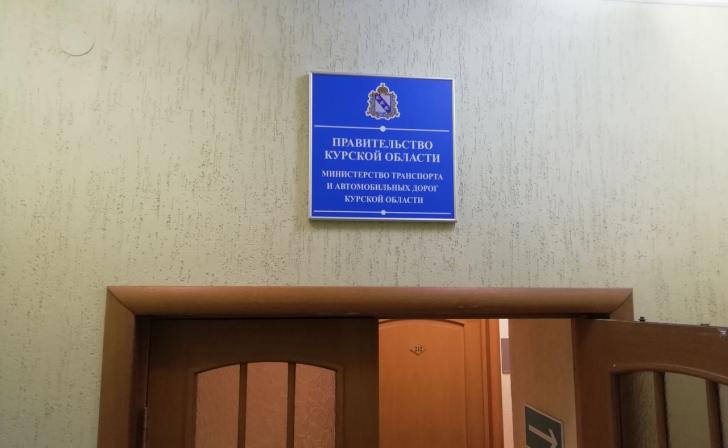 ПРАВИТЕЛЬСТВО
КУРСКОЙ ОБЛАСТИ
МИНИСТЕРСТВО ТРАНСПОРТА
И АВТОМОБИЛЬНЫХ ДОРОГ
КУРСКОЙ ОБЛАСТИ